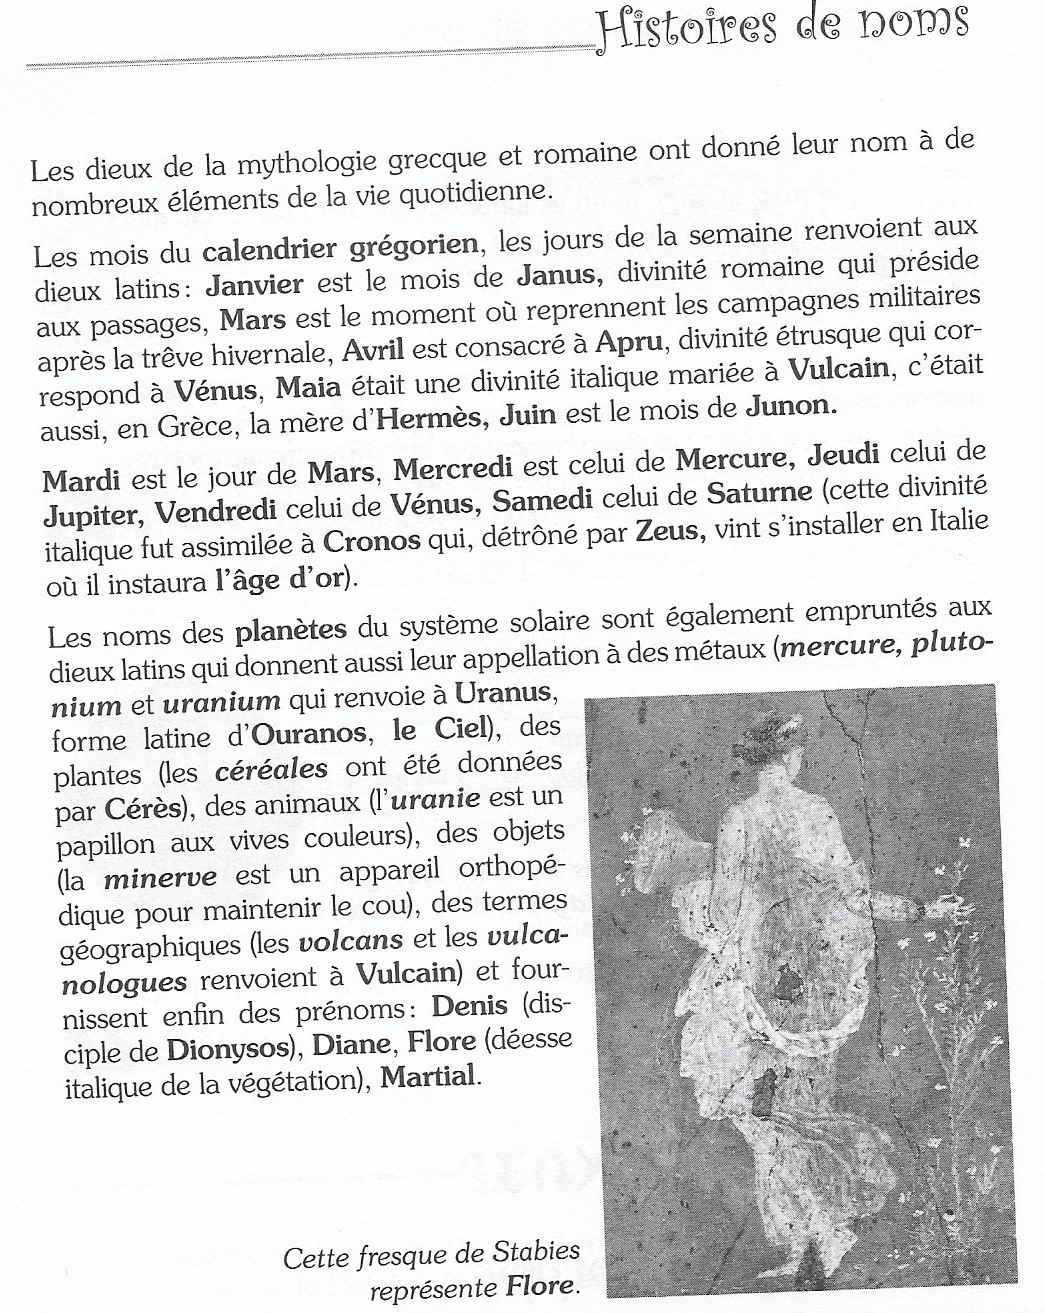 Histoires de noms
Les dieux de la mythologie grecque et romaine ont donné leur nom à de
nombreux éléments de la vie quotidienne.
Les mois du calendrier grégorien, les jours de la semaine renvoient aux
dieux latins : Janvier est le mois de Janus, divinité romaine qui préside
aux passages, Mars est le moment où reprennent les campagnes militaires
après la trêve hivernale, Avril est consacré à Apru, divinité étrusque qui cor-
respond à Vénus, Maia était une divinité italique mariée à Vulcain, c'était
aussi, en Grèce, la mère d'Hermès, Juin est le mois de Junon.
Mardi est le jour de Mars, Mercredi est celui de Mercure, Jeudi celui de
Jupiter, Vendredi celui de Vénus, Samedi celui de Saturne (cette divinité
italique fut assimilée à Cronos qui, détrôné par Zeus, vint s'installer en Italie
où il instaura l'âge d'or).
Les noms des planètes du système solaire sont également empruntés aux
dieux latins qui donnent aussi leur appellation à des métaux (mercure, pluto-
nium et uranium qui renvoie à Uranus,
forme latine d'Ouranos, le Ciel), des
plantes (les céréales ont été données
par Cérès), des animaux (l'uranie est un
papillon aux vives couleurs), des objets
(la minerve est un appareil orthopé-
dique pour maintenir le cou), des termes
géographiques (les volcans et les vulca-
nologues renvoient à Vulcain) et four-
nissent enfin des prénoms : Denis (dis-
ciple de Dionysos), Diane, Flore (déesse
italique de la végétation), Martial.
Cette fresque de Stabies
représente Flore.